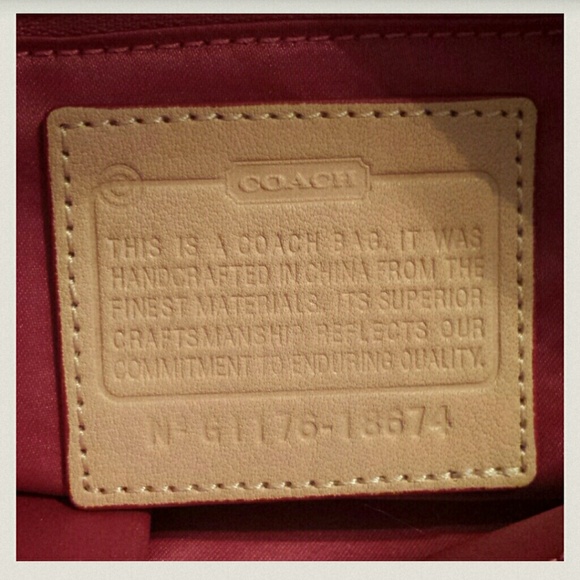 COACH
THIS IS A COACH BAG. IT WAS
HANDCRAFTED IN CHINA FROM THE
FINEST MATERIALS. ITS SUPERIOR
CRAFTSMANSHIP REFLECTS OUR
COMMITMENT TO ENDURING QUALITY.
Nº G1176-18674